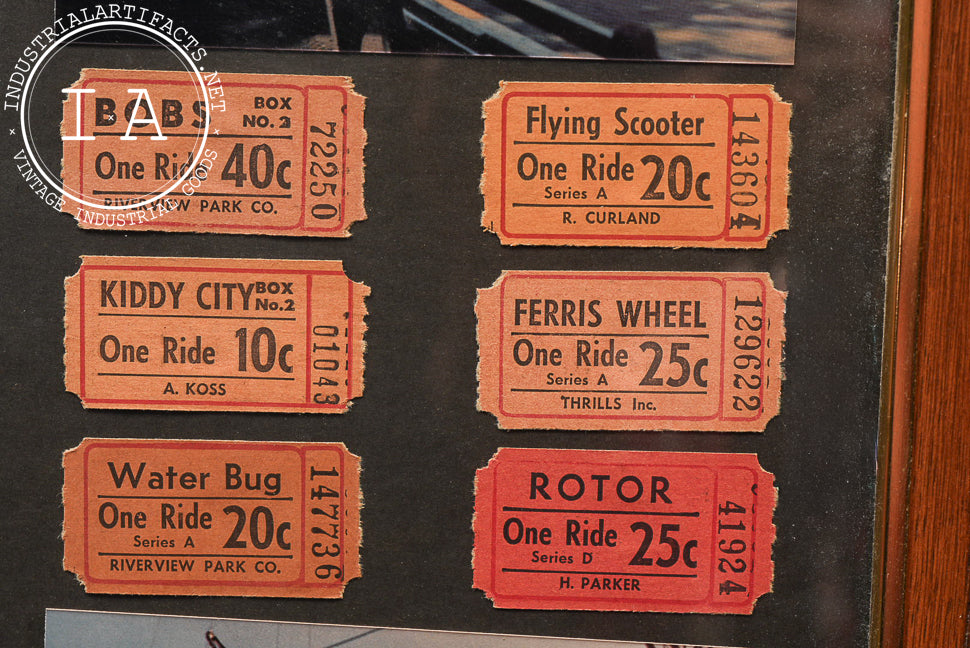 INDUSTRIALARTIFACTS.NET
IA
VINTAGE INDUSTRIAL GOODS
BOBS BOX NO. 2
One Ride 40c
RIVERVIEW PARK CO.
72250
Flying Scooter
One Ride 20c
Series A
R. CURLAND
143604
KIDDY CITY BOX No. 2
One Ride 10c
A. KOSS
01043
FERRIS WHEEL
One Ride 25c
Series A
THRILLS Inc.
129622
Water Bug
One Ride 20c
Series A
RIVERVIEW PARK CO.
147736
ROTOR
One Ride 25c
Series D
H. PARKER
41924